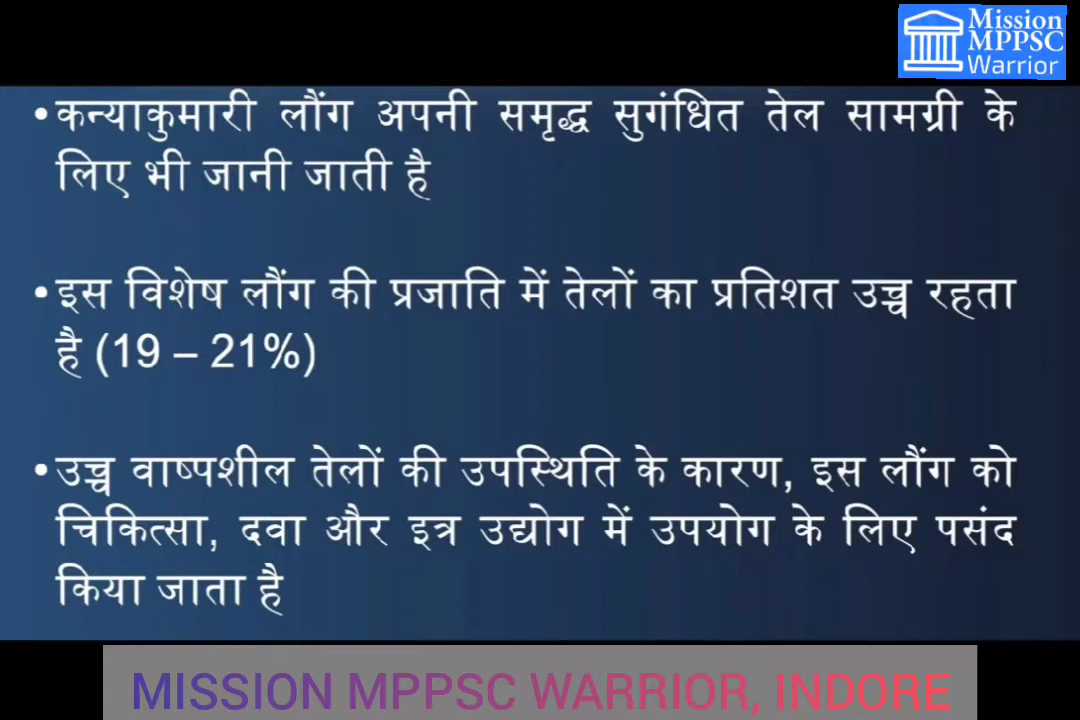 Mission
MPPSC
Warrior
•कन्याकुमारी लौंग अपनी समृद्ध सुगंधित तेल सामग्री के
लिए भी जानी जाती है
•इस विशेष लौंग की प्रजाति में तेलों का प्रतिशत उच्च रहता
है (19 – 21%)
•उच्च वाष्पशील तेलों की उपस्थिति के कारण, इस लौंग को
चिकित्सा, दवा और इत्र उद्योग में उपयोग के लिए पसंद
किया जाता है
MISSION MPPSC WARRIOR, INDORE